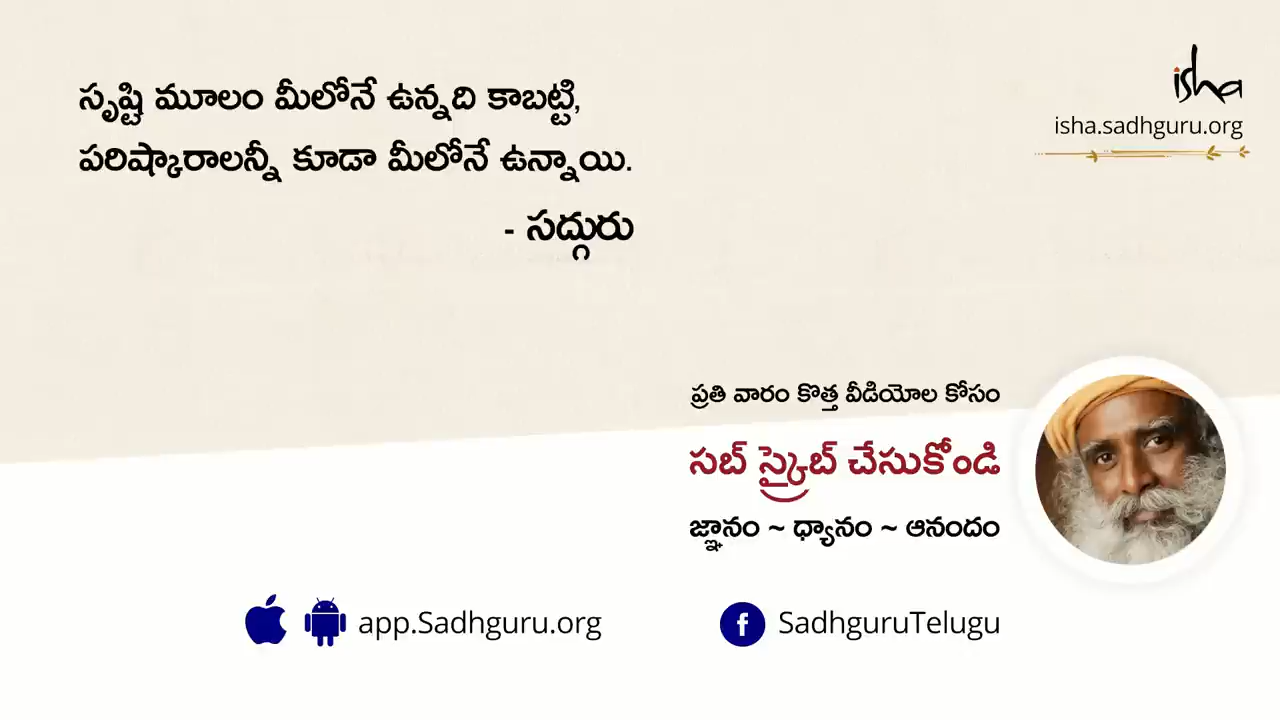 సృష్టి మూలం మీలోనే ఉన్నది కాబట్టి,
పరిష్కారాలన్నీ కూడా మీలోనే ఉన్నాయి.
- సద్గురు
isha
isha.sadhguru.org
ప్రతి వారం కొత్త వీడియోల కోసం
సబ్ స్క్రైబ్ చేసుకోండి
జ్ఞానం ~ ధ్యానం ~ ఆనందం
app.Sadhguru.org
SadhguruTelugu